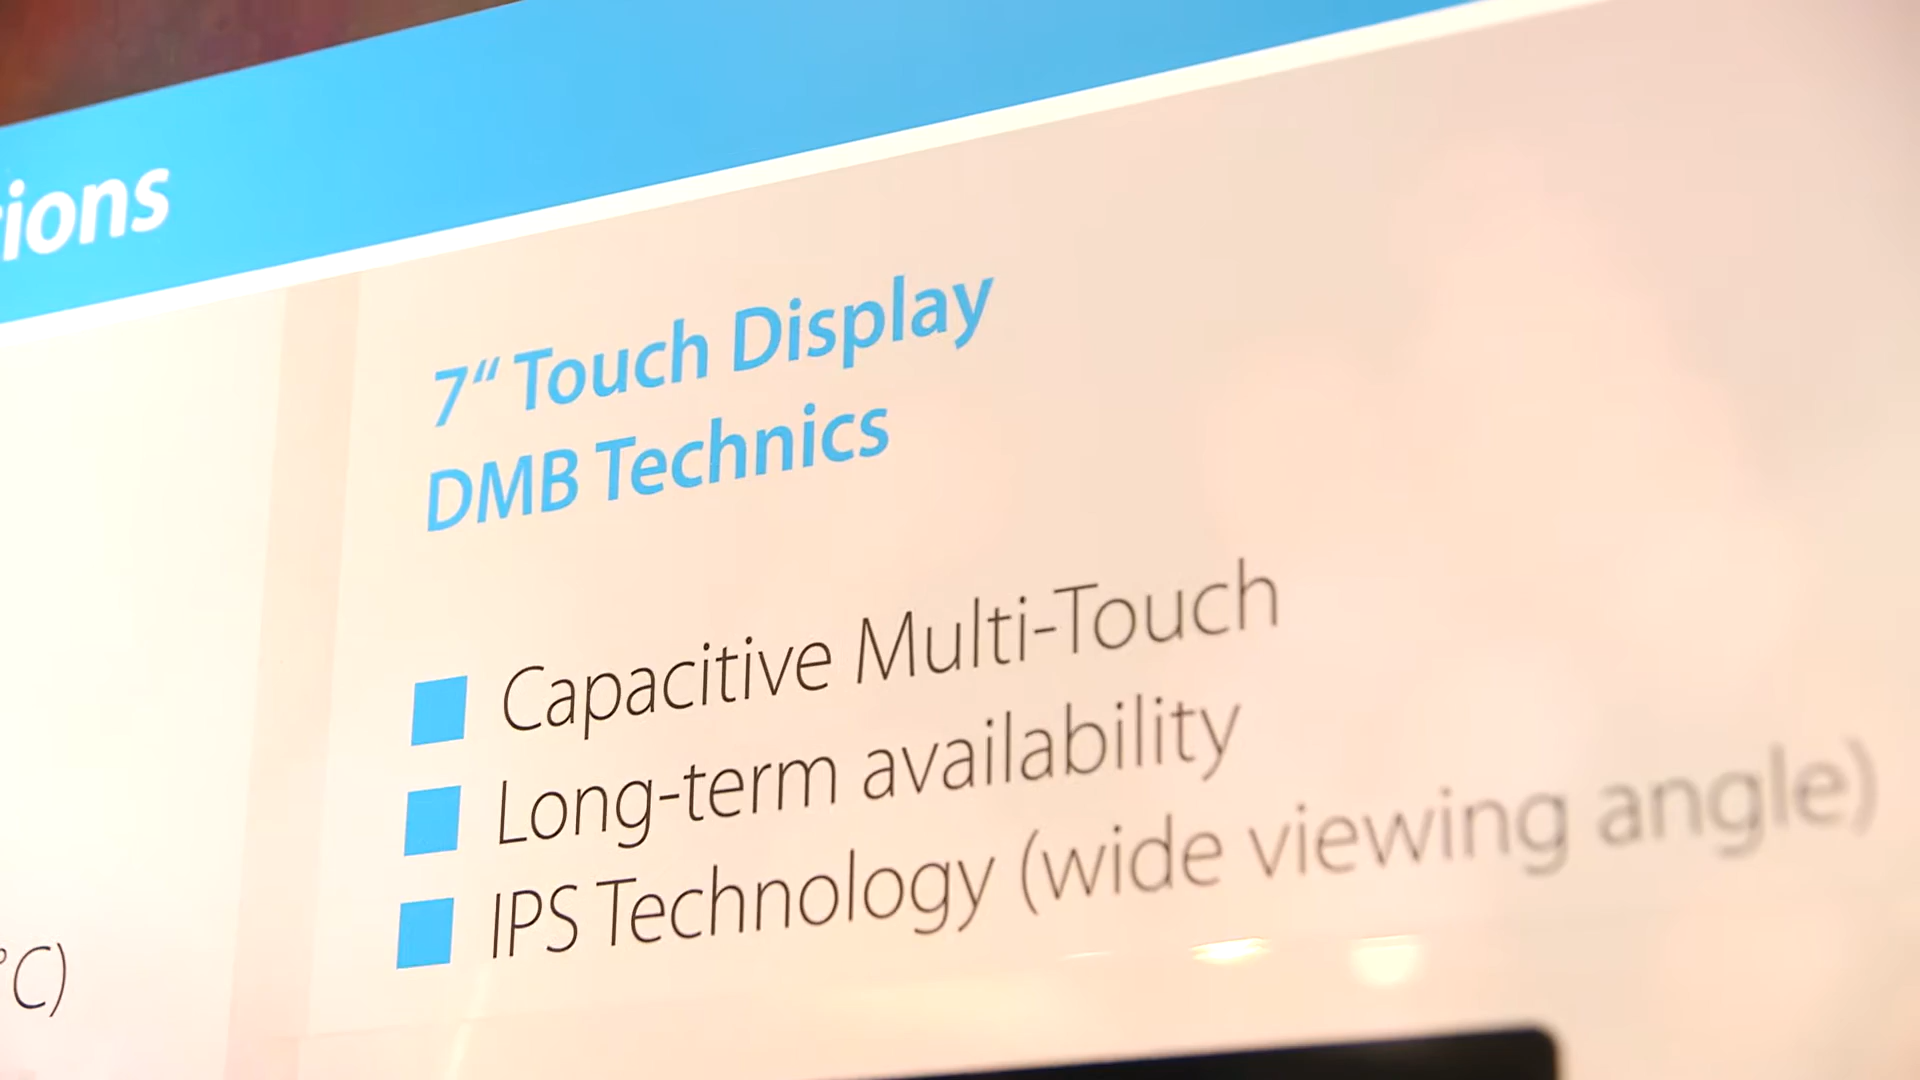 ions
7“ Touch Display
DMB Technics
Capacitive Multi-Touch
Long-term availability
IPS Technology (wide viewing angle)
°C)